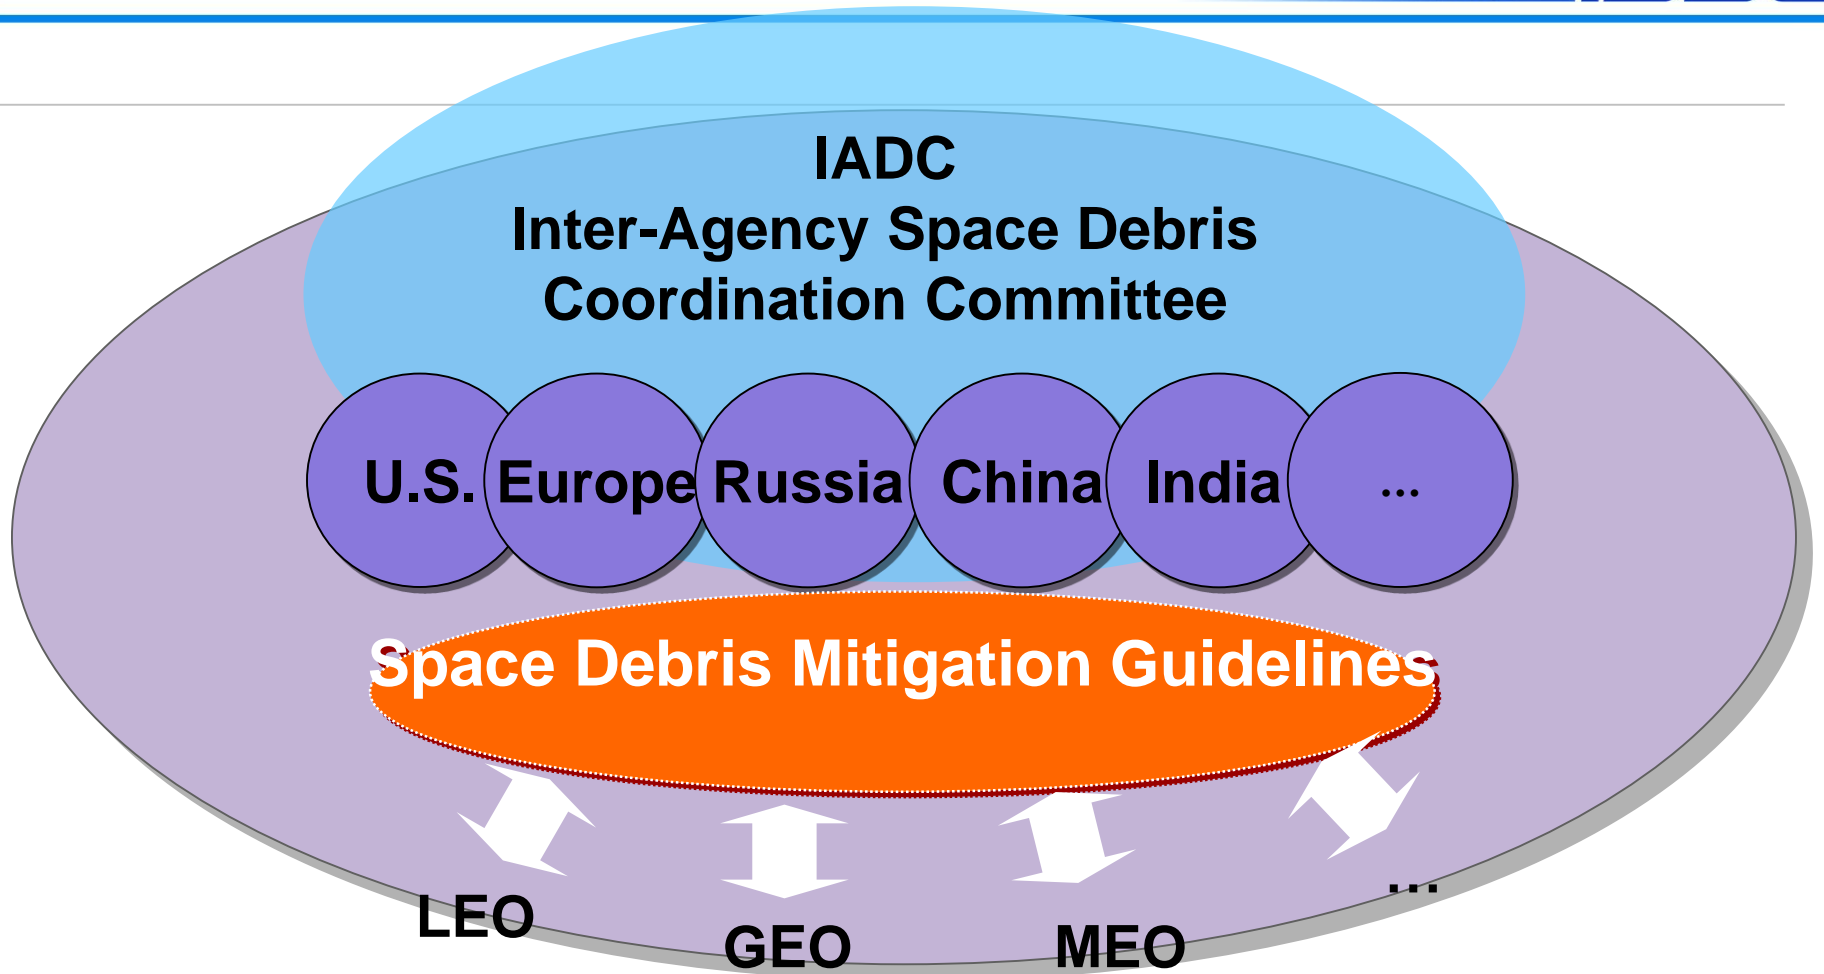 IADC
Inter-Agency Space Debris
Coordination Committee
U.S. Europe Russia China India ...
Space Debris Mitigation Guidelines
...
LEO
GEO MEO